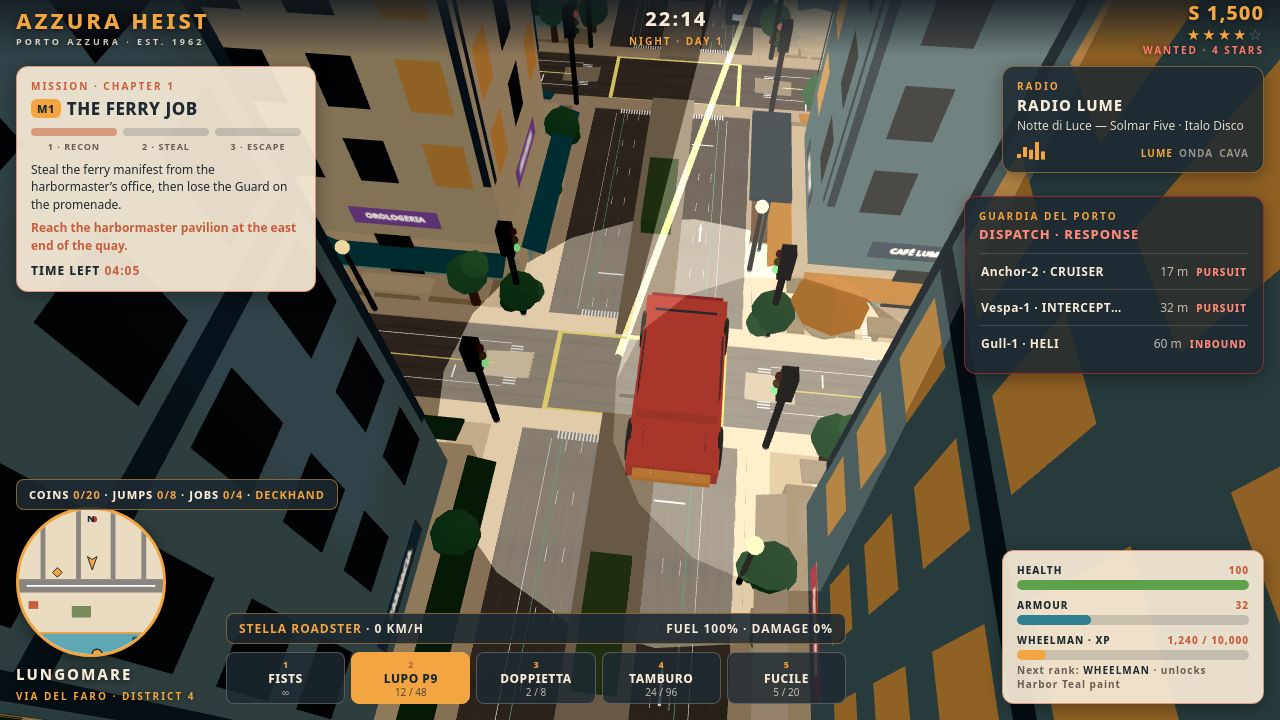 AZZURA HEIST
PORTO AZZURA · EST. 1962
22:14
NIGHT · DAY 1
S 1,500
★★★★☆
WANTED · 4 STARS
MISSION · CHAPTER 1
M1 THE FERRY JOB
1 · RECON 2 · STEAL 3 · ESCAPE
Steal the ferry manifest from the
harbormaster's office, then lose the Guard on
the promenade.
Reach the harbormaster pavilion at the east
end of the quay.
TIME LEFT 04:05
RADIO
RADIO LUME
Notte di Luce — Solmar Five · Italo Disco
LUME ONDA CAVA
GUARDIA DEL PORTO
DISPATCH · RESPONSE
Anchor-2 · CRUISER 17 m PURSUIT
Vespa-1 · INTERCEPT… 32 m PURSUIT
Gull-1 · HELI 60 m INBOUND
OROLOGERIA
CAFÉ LUM
COINS 0/20 · JUMPS 0/8 · JOBS 0/4 · DECKHAND
N
LUNGOMARE
VIA DEL FARO · DISTRICT 4
STELLA ROADSTER · 0 KM/H FUEL 100% · DAMAGE 0%
1
FISTS
∞
2
LUPO P9
12 / 48
3
DOPPIETTA
2 / 8
4
TAMBURO
24 / 96
5
FUCILE
5 / 20
HEALTH 100
ARMOUR 32
WHEELMAN · XP 1,240 / 10,000
Next rank: WHEELMAN · unlocks
Harbor Teal paint